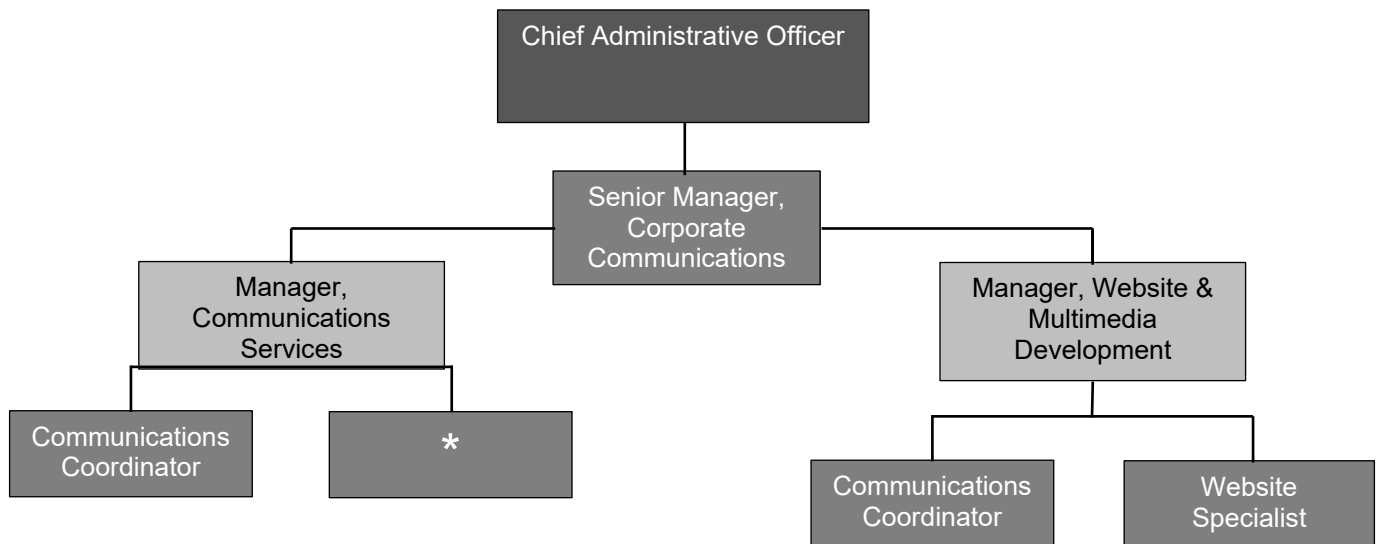 Chief Administrative Officer
Senior Manager,
Corporate
Communications
Manager,
Communications
Services
Manager, Website &
Multimedia
Development
Communications
Coordinator
*
Communications
Coordinator
Website
Specialist